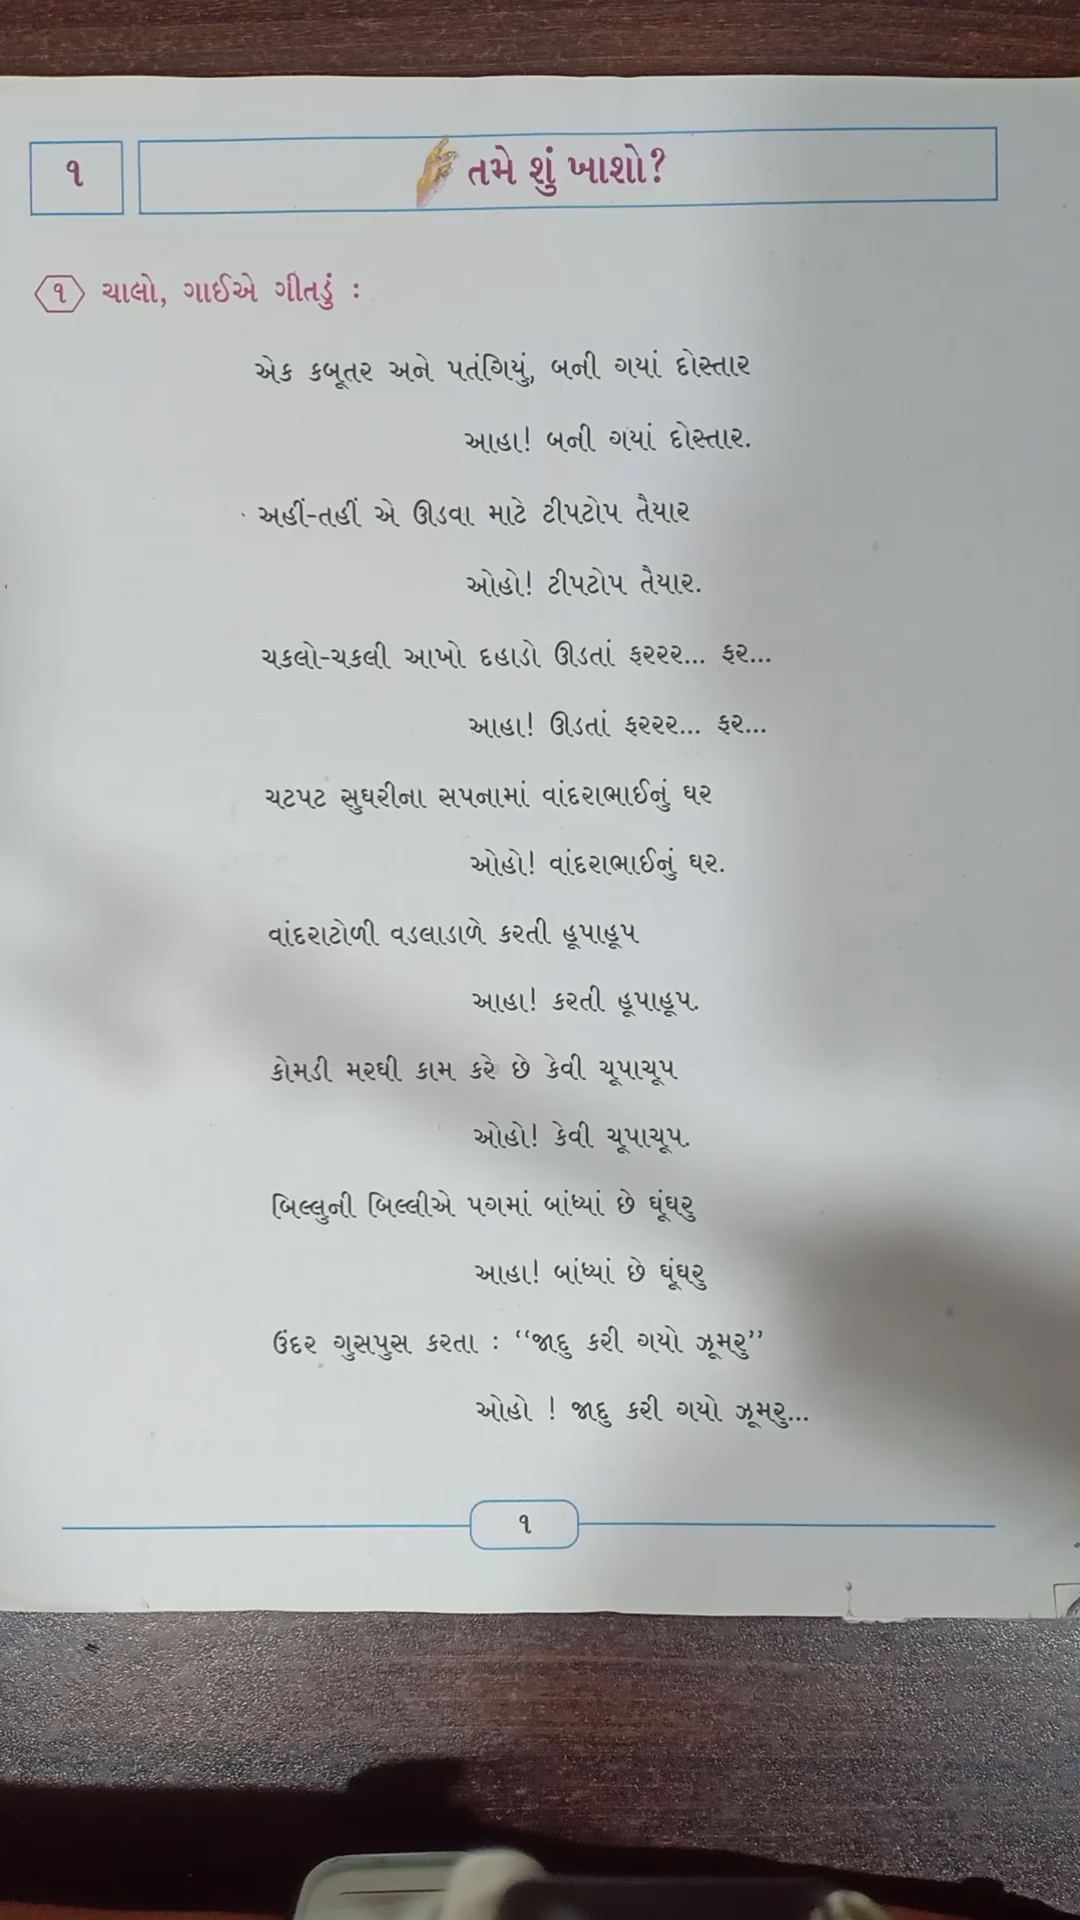 ૧
તમે શું ખાશો?
૧ ચાલો, ગાઈએ ગીતડું :
એક કબૂતર અને પતંગિયું, બની ગયાં દોસ્તાર
આહા! બની ગયાં દોસ્તાર.
અહીં-તહીં એ ઊડવા માટે ટીપટોપ તૈયાર
ઓહો! ટીપટોપ તૈયાર.
ચકલો-ચકલી આખો દહાડો ઊડતાં ફરરર... ફર...
આહા! ઊડતાં ફરરર... ફર...
ચટપટ સુઘરીના સપનામાં વાંદરાભાઈનું ઘર
ઓહો! વાંદરાભાઈનું ઘર.
વાંદરાટોળી વડલાડાળે કરતી હૂપાહૂપ
આહા! કરતી હૂપાહૂપ.
કોમડી મરઘી કામ કરે છે કેવી ચૂપાચૂપ
ઓહો! કેવી ચૂપાચૂપ.
બિલ્લુની બિલ્લીએ પગમાં બાંધ્યાં છે ઘૂંઘરુ
આહા! બાંધ્યાં છે ઘૂંઘરુ
ઉંદર ગુસપુસ કરતા : “જાદુ કરી ગયો ઝૂમરુ”
ઓહો ! જાદુ કરી ગયો ઝૂમરુ...
૧